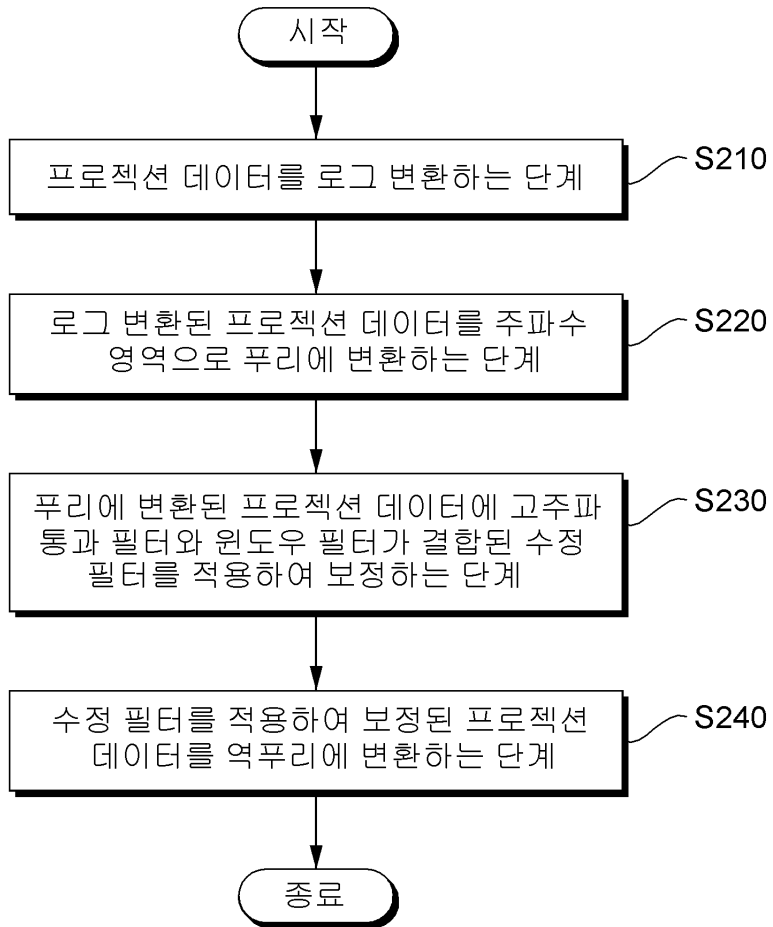 시작
프로젝션 데이터를 로그 변환하는 단계
S210
로그 변환된 프로젝션 데이터를 주파수
영역으로 푸리에 변환하는 단계
S220
푸리에 변환된 프로젝션 데이터에 고주파
통과 필터와 윈도우 필터가 결합된 수정
필터를 적용하여 보정하는 단계
S230
수정 필터를 적용하여 보정된 프로젝션
데이터를 역푸리에 변환하는 단계
S240
종료